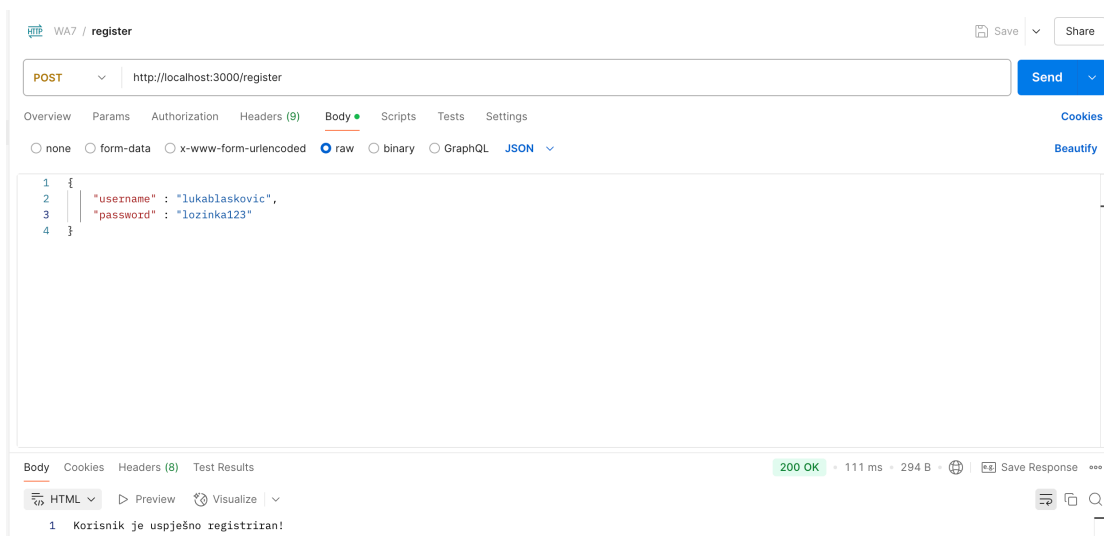 HTTP WA7 / register Save Share
POST http://localhost:3000/register Send
Overview Params Authorization Headers (9) Body Scripts Tests Settings Cookies
none form-data x-www-form-urlencoded raw binary GraphQL JSON Beautify
1 {
2 "username" : "lukablaskovic",
3 "password" : "lozinka123"
4 }
Body Cookies Headers (8) Test Results 200 OK • 111 ms • 294 B • e.g. Save Response
HTML Preview Visualize
1 Korisnik je uspješno registriran!